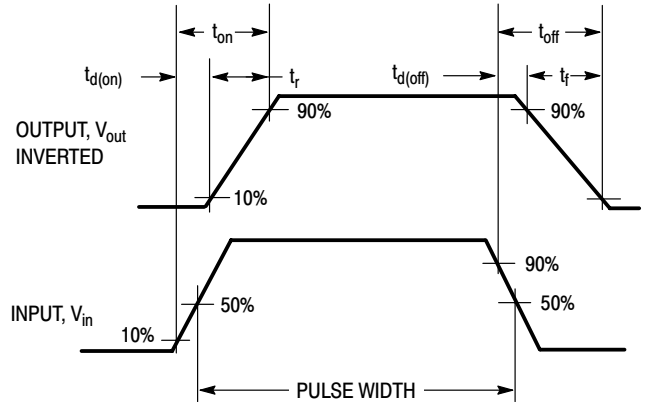 t_on
t_off
t_d(on)
t_r
t_d(off)
t_f
OUTPUT, V_out
INVERTED
90%
90%
10%
INPUT, V_in
90%
50%
50%
10%
PULSE WIDTH